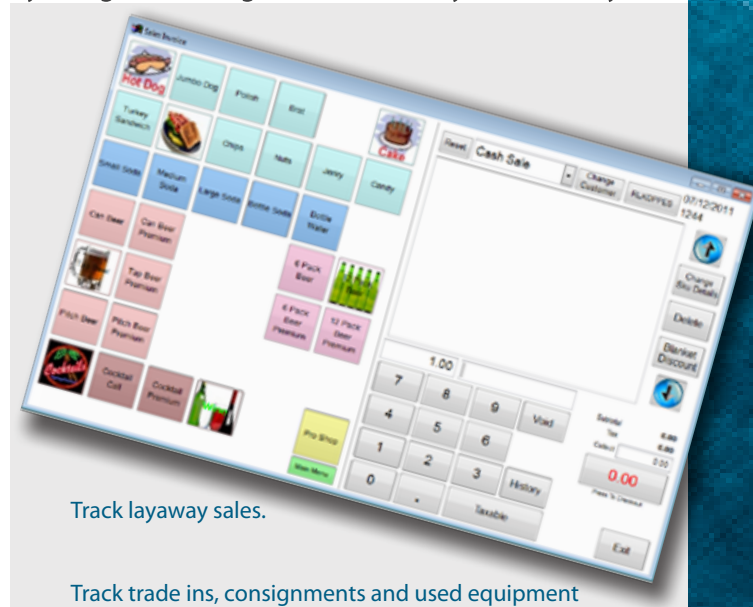 Sales Invoice
Hot Dog
Jumbo Dog
Polish
Brat
Cake
Turkey Sandwich
Chips
Nuts
Jerky
Candy
Small Soda
Medium Soda
Large Soda
Bottle Soda
Bottle Water
Can Beer
Can Beer Premium
6 Pack Beer
Tap Beer Premium
6 Pack Beer Premium
12 Pack Beer Premium
Pitch Beer
Pitch Beer Premium
Cocktails
Cocktail Call
Cocktail Premium
Wine
Pro Shop
Main Menu
Reset
Cash Sale
Change Customer
07/12/2011
1244
Change Sku Details
Delete
Blanket Discount
1.00
7
8
9
Void
4
5
6
1
2
3
History
0
.
Taxable
Subtotal
0.00
Tax
0.00
Collect
0.00
0.00
Press To Checkout
Exit
Track layaway sales.
Track trade ins, consignments and used equipment